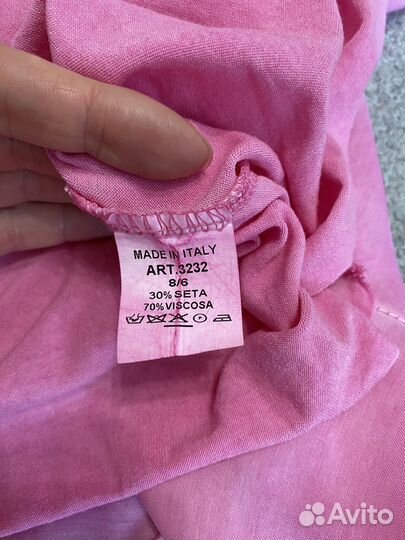 MADE IN ITALY
ART.3232
8/6
30% SETA
70% VISCOSA
Avito